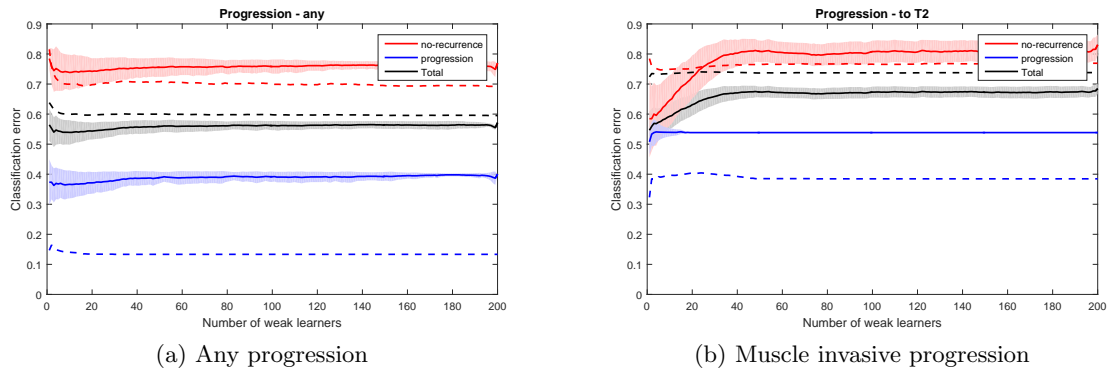 Progression - any
0.9
0.8
0.7
0.6
0.5
0.4
0.3
0.2
0.1
0
Classification error
no-recurrence
progression
Total
0 20 40 60 80 100 120 140 160 180 200
Number of weak learners
(a) Any progression
Progression - to T2
0.9
0.8
0.7
0.6
0.5
0.4
0.3
0.2
0.1
0
Classification error
no-recurrence
progression
Total
0 20 40 60 80 100 120 140 160 180 200
Number of weak learners
(b) Muscle invasive progression